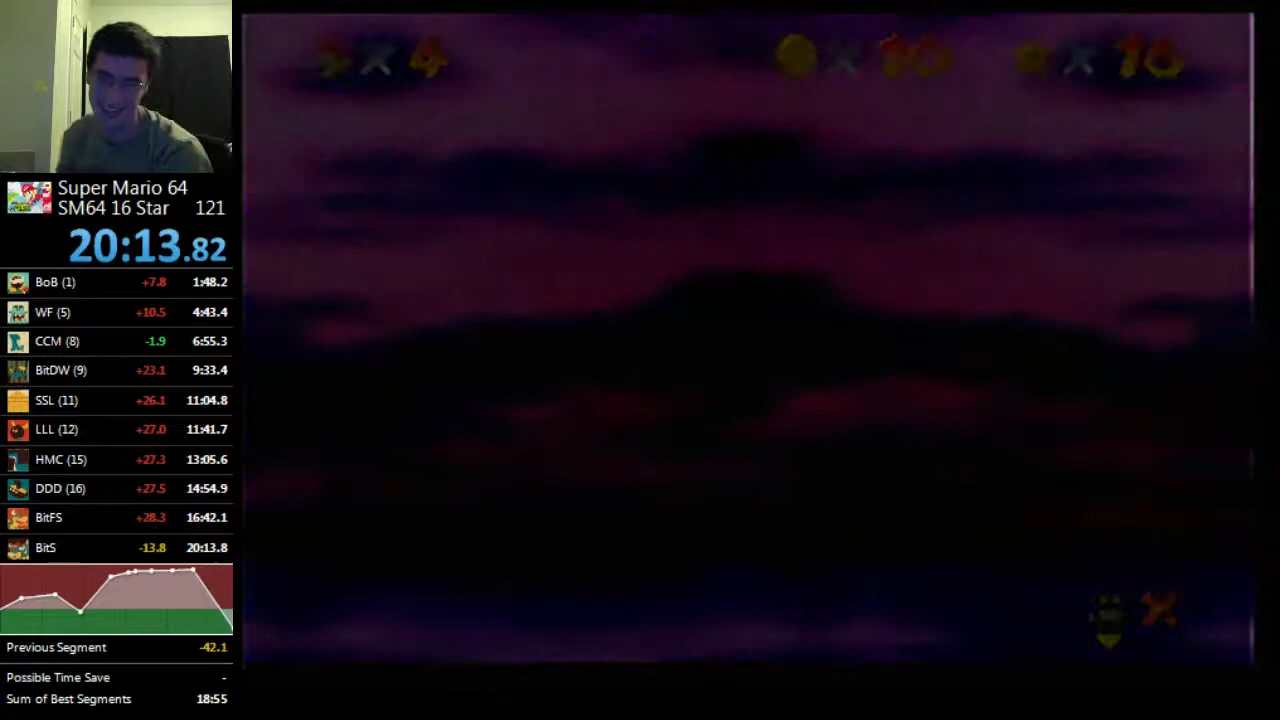 Super Mario 64
SM64 16 Star 121
20:13.82
BoB (1) +7.8 1:48.2
WF (5) +10.5 4:43.4
CCM (8) -1.9 6:55.3
BitDW (9) +23.1 9:33.4
SSL (11) +26.1 11:04.8
LLL (12) +27.0 11:41.7
HMC (15) +27.3 13:05.6
DDD (16) +27.5 14:54.9
BitFS +28.3 16:42.1
BitS -13.8 20:13.8
Previous Segment -42.1
Possible Time Save -
Sum of Best Segments 18:55
× 4
× 10
× 16